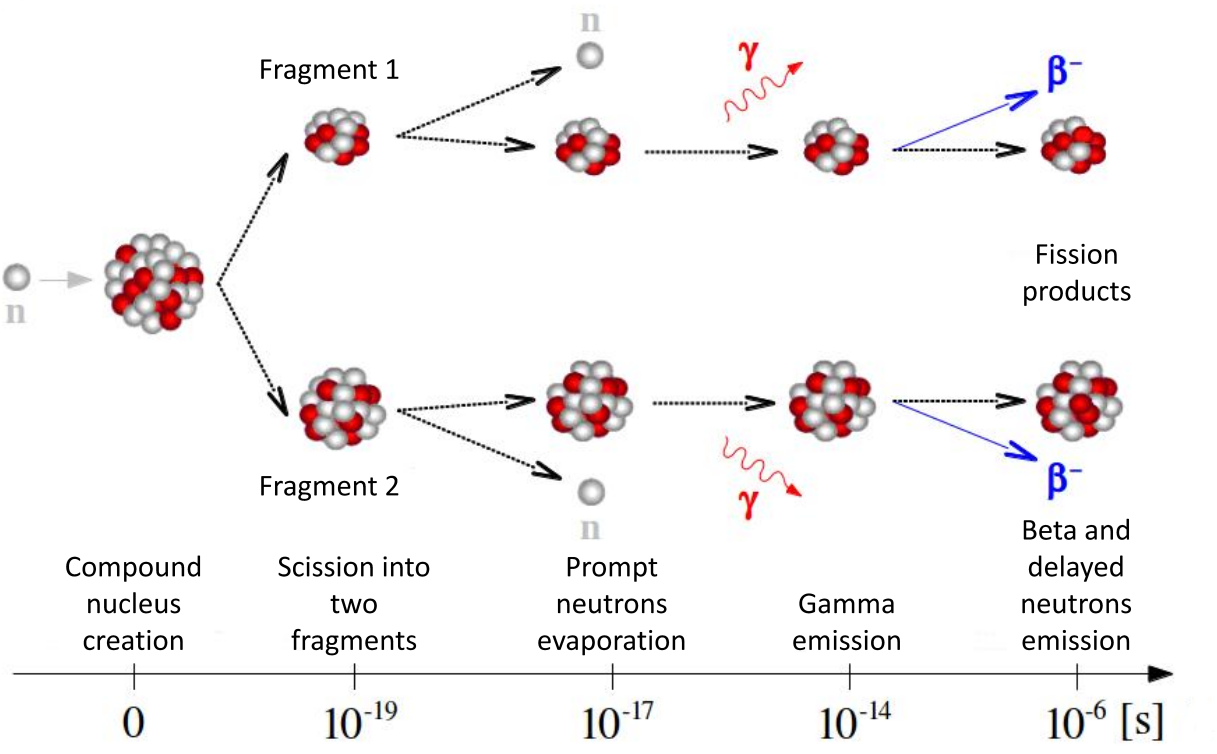 n
γ
β⁻
Fragment 1
n
Fission
products
Fragment 2
n
γ
β⁻
Compound
nucleus
creation
Scission into
two
fragments
Prompt
neutrons
evaporation
Gamma
emission
Beta and
delayed
neutrons
emission
0
10⁻¹⁹
10⁻¹⁷
10⁻¹⁴
10⁻⁶ [s]